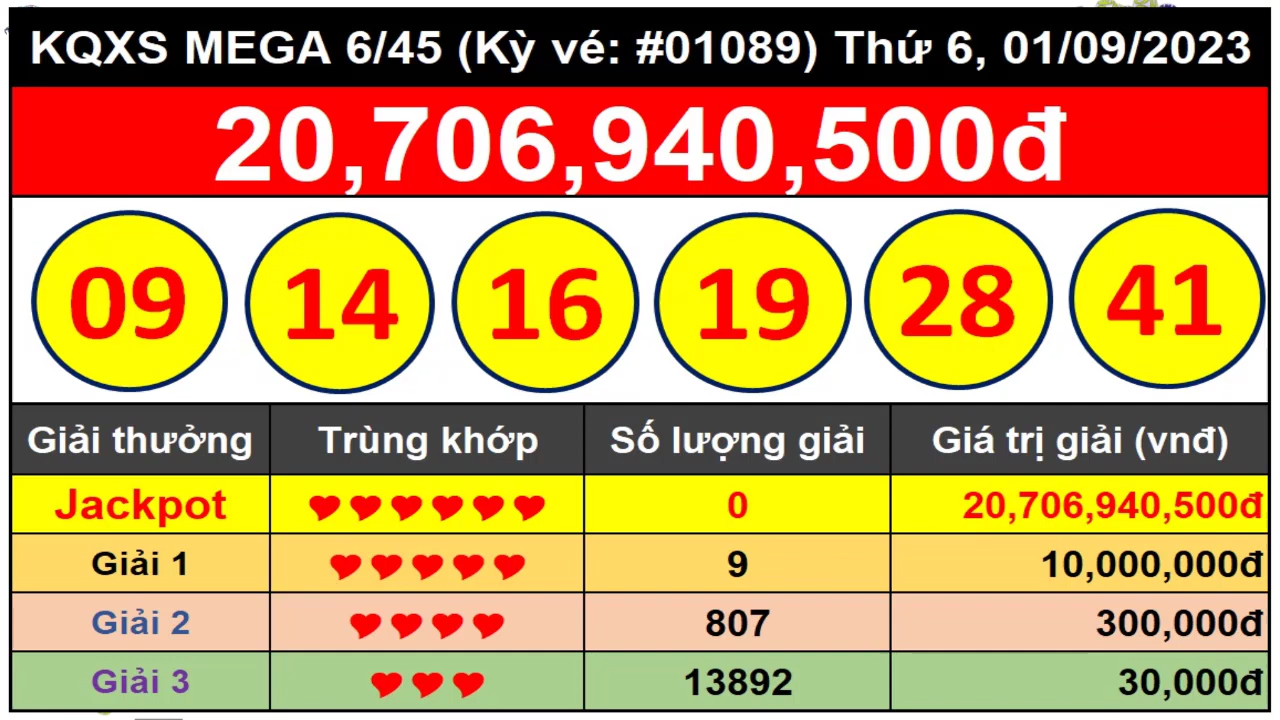 KQXS MEGA 6/45 (Kỳ vé: #01089) Thứ 6, 01/09/2023
20,706,940,500đ
09 14 16 19 28 41
Giải thưởng Trùng khớp Số lượng giải Giá trị giải (vnđ)
Jackpot 0 20,706,940,500đ
Giải 1 9 10,000,000đ
Giải 2 807 300,000đ
Giải 3 13892 30,000đ